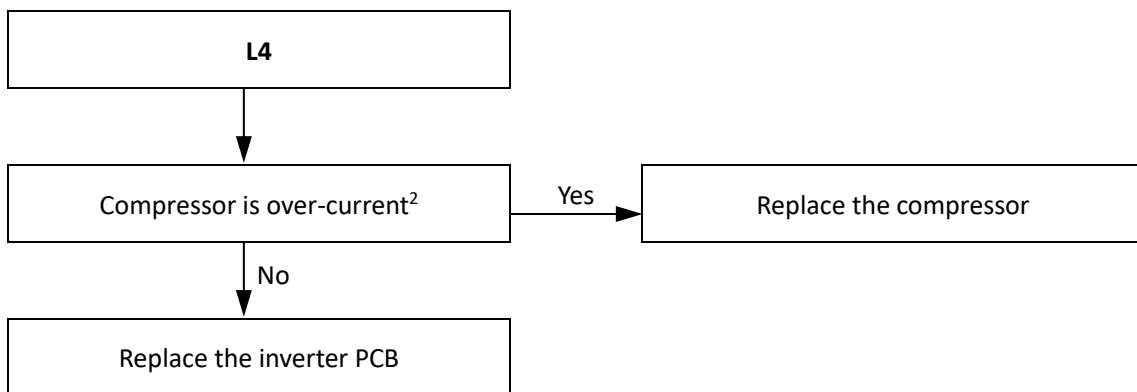 L4
Compressor is over-current²
Yes
Replace the compressor
No
Replace the inverter PCB